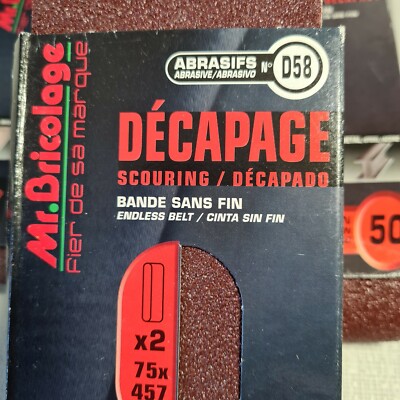 ABRASIFS
ABRASIVE/ABRASIVO
N° D58
Mr.Bricolage
Fier de sa marque
DÉCAPAGE
SCOURING / DÉCAPADO
BANDE SANS FIN
ENDLESS BELT / CINTA SIN FIN
x2
75x
457
50